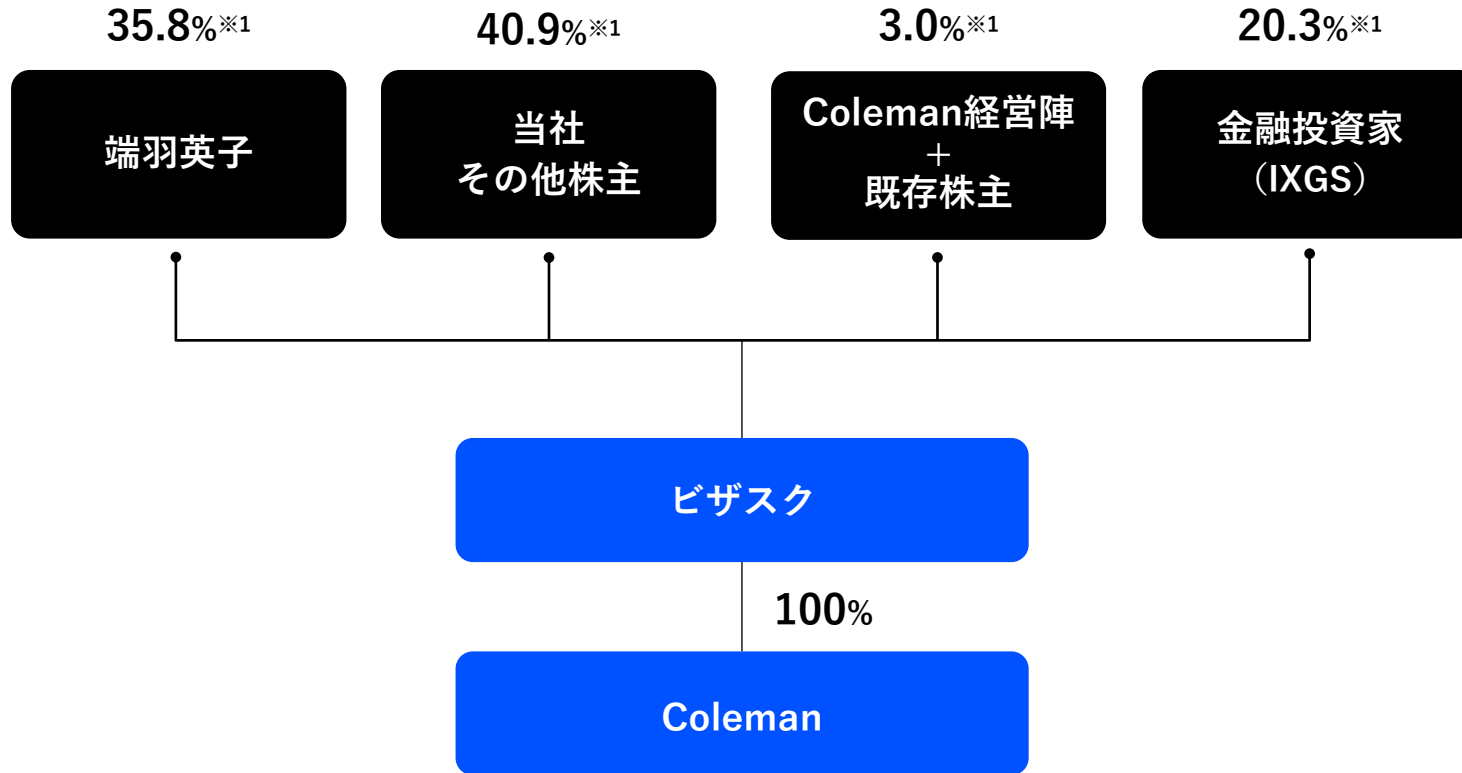 35.8%※1
40.9%※1
3.0%※1
20.3%※1
端羽英子
当社
その他株主
Coleman経営陣
+
既存株主
金融投資家
（IXGS）
ビザスク
100%
Coleman